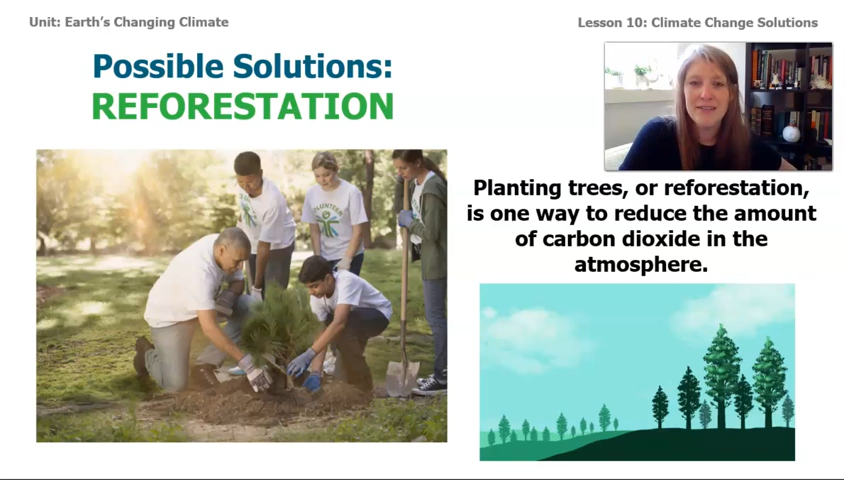 Unit: Earth's Changing Climate
Lesson 10: Climate Change Solutions
Possible Solutions:
REFORESTATION
VOLUNTEER
Planting trees, or reforestation,
is one way to reduce the amount
of carbon dioxide in the
atmosphere.